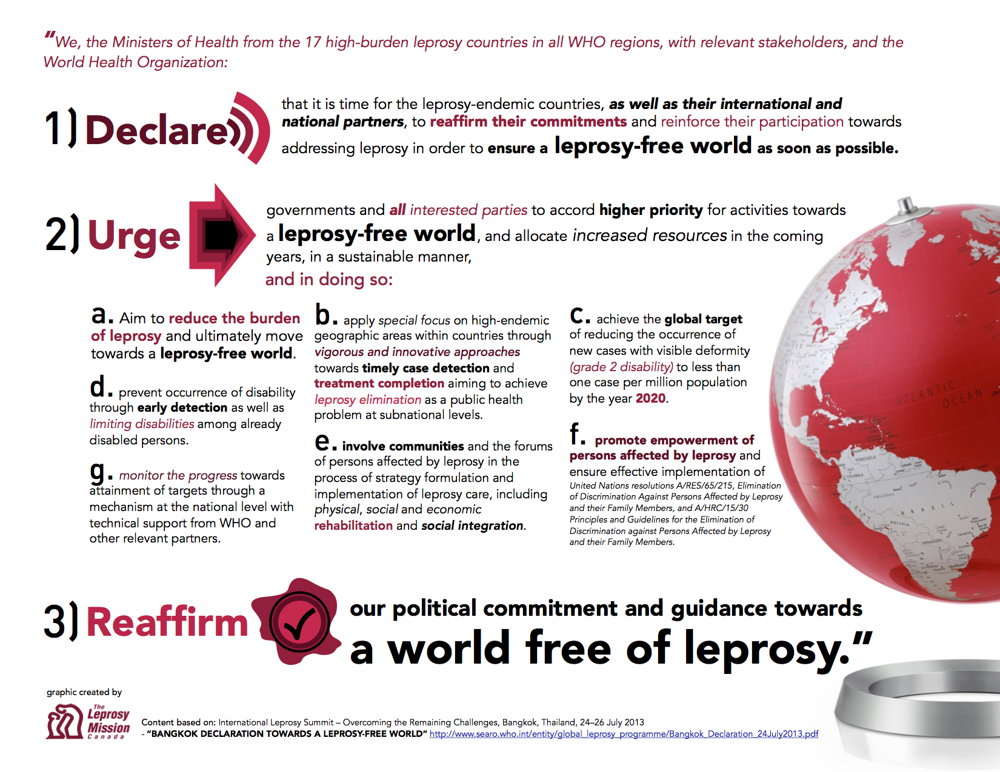 “We, the Ministers of Health from the 17 high-burden leprosy countries in all WHO regions, with relevant stakeholders, and the
World Health Organization:
1) Declare
that it is time for the leprosy-endemic countries, as well as their international and
national partners, to reaffirm their commitments and reinforce their participation towards
addressing leprosy in order to ensure a leprosy-free world as soon as possible.
2) Urge
governments and all interested parties to accord higher priority for activities towards
a leprosy-free world, and allocate increased resources in the coming
years, in a sustainable manner,
and in doing so:
a. Aim to reduce the burden
of leprosy and ultimately move
towards a leprosy-free world.
b. apply special focus on high-endemic
geographic areas within countries through
vigorous and innovative approaches
towards timely case detection and
treatment completion aiming to achieve
leprosy elimination as a public health
problem at subnational levels.
c. achieve the global target
of reducing the occurrence of
new cases with visible deformity
(grade 2 disability) to less than
one case per million population
by the year 2020.
d. prevent occurrence of disability
through early detection as well as
limiting disabilities among already
disabled persons.
e. involve communities and the forums
of persons affected by leprosy in the
process of strategy formulation and
implementation of leprosy care, including
physical, social and economic
rehabilitation and social integration.
f. promote empowerment of
persons affected by leprosy and
ensure effective implementation of
United Nations resolutions A/RES/65/215, Elimination
of Discrimination Against Persons Affected by Leprosy
and their Family Members, and A/HRC/15/30
Principles and Guidelines for the Elimination of
Discrimination against Persons Affected by Leprosy
and their Family Members.
g. monitor the progress towards
attainment of targets through a
mechanism at the national level with
technical support from WHO and
other relevant partners.
ATLANTIC
OCEAN
VENEZUELA
COLOMBIA
AMAZONAS
BRAZIL
BOLIVIA
PARAGUAY
3) Reaffirm
our political commitment and guidance towards
a world free of leprosy.”
graphic created by
The
Leprosy
Mission
Canada
Content based on: International Leprosy Summit – Overcoming the Remaining Challenges, Bangkok, Thailand, 24–26 July 2013
- “BANGKOK DECLARATION TOWARDS A LEPROSY-FREE WORLD” http://www.searo.who.int/entity/global_leprosy_programme/Bangkok_Declaration_24July2013.pdf